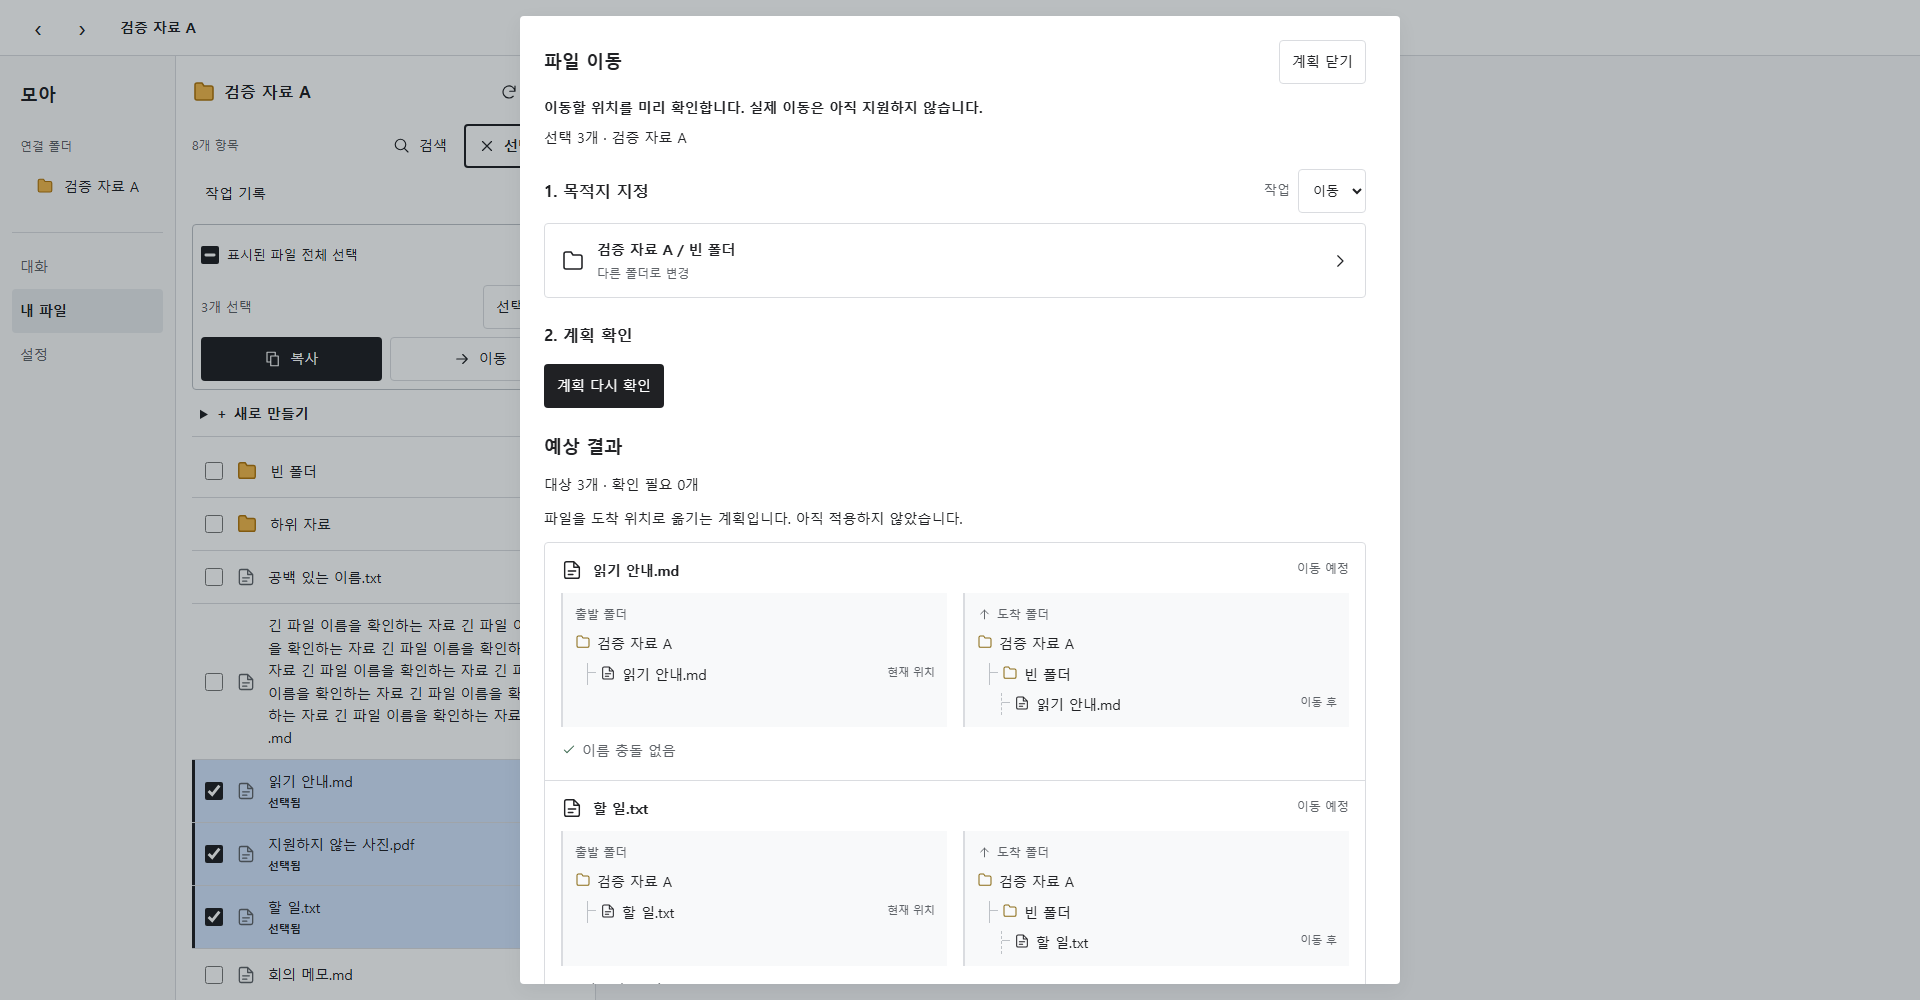 검증 자료 A
모아
연결 폴더
검증 자료 A
대화
내 파일
설정
검증 자료 A
8개 항목
검색
작업 기록
표시된 파일 전체 선택
3개 선택
선택
복사
이동
+ 새로 만들기
빈 폴더
하위 자료
공백 있는 이름.txt
긴 파일 이름을 확인하는 자료 긴 파일
을 확인하는 자료 긴 파일 이름을 확인하
자료 긴 파일 이름을 확인하는 자료 긴
이름을 확인하는 자료 긴 파일 이름을
하는 자료 긴 파일 이름을 확인하는 자료
.md
읽기 안내.md
선택됨
지원하지 않는 사진.pdf
선택됨
할 일.txt
선택됨
회의 메모.md
파일 이동
계획 닫기
이동할 위치를 미리 확인합니다. 실제 이동은 아직 지원하지 않습니다.
선택 3개 · 검증 자료 A
1. 목적지 지정
작업
이동
검증 자료 A / 빈 폴더
다른 폴더로 변경
2. 계획 확인
계획 다시 확인
예상 결과
대상 3개 · 확인 필요 0개
파일을 도착 위치로 옮기는 계획입니다. 아직 적용하지 않았습니다.
읽기 안내.md
이동 예정
출발 폴더
검증 자료 A
읽기 안내.md
현재 위치
도착 폴더
검증 자료 A
빈 폴더
읽기 안내.md
이동 후
이름 충돌 없음
할 일.txt
이동 예정
출발 폴더
검증 자료 A
할 일.txt
현재 위치
도착 폴더
검증 자료 A
빈 폴더
할 일.txt
이동 후